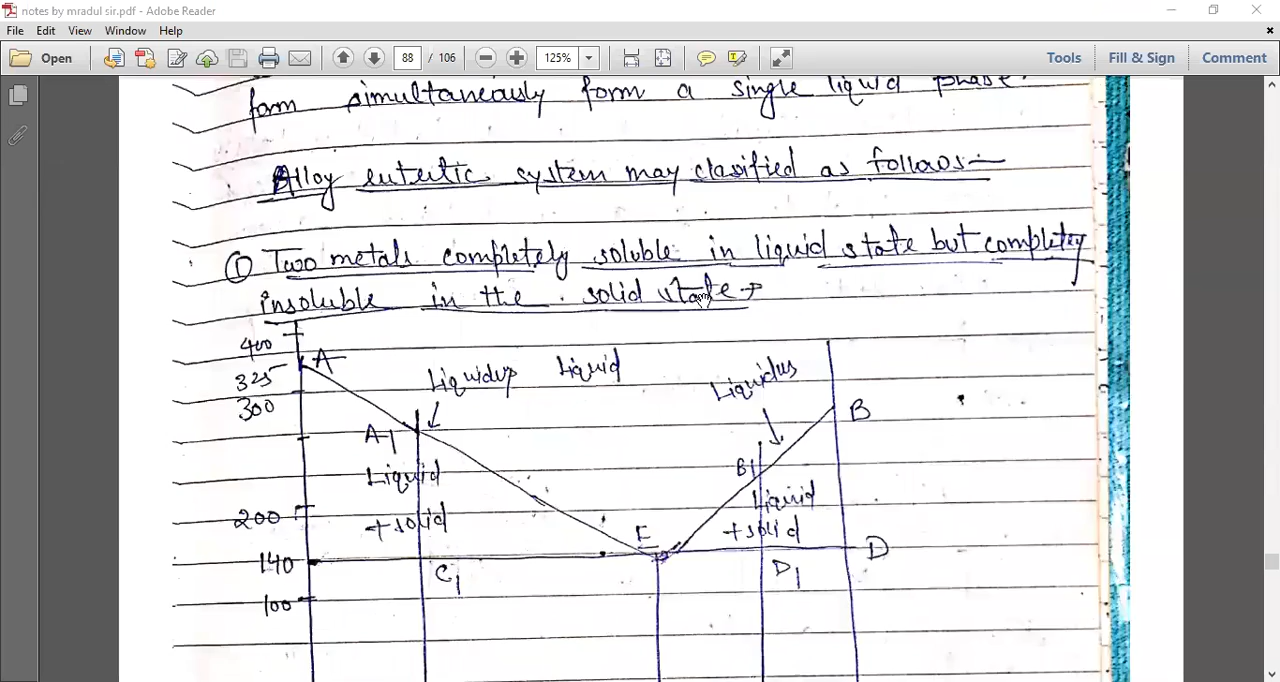 notes by mradul sir.pdf - Adobe Reader
File Edit View Window Help
Open 88 / 106 125% Tools Fill & Sign Comment
form simultaneously form a single liquid phase.
Alloy eutectic system may clasified as follows:-
① Two metals completely soluble in liquid state but completely
insoluble in the solid state →
400
A
325
300
Liquidus
Liquid
Liquidus
B
A1
Liquid
+ solid
B1
Liquid
+ solid
200
E
140
C1
D1
D
100